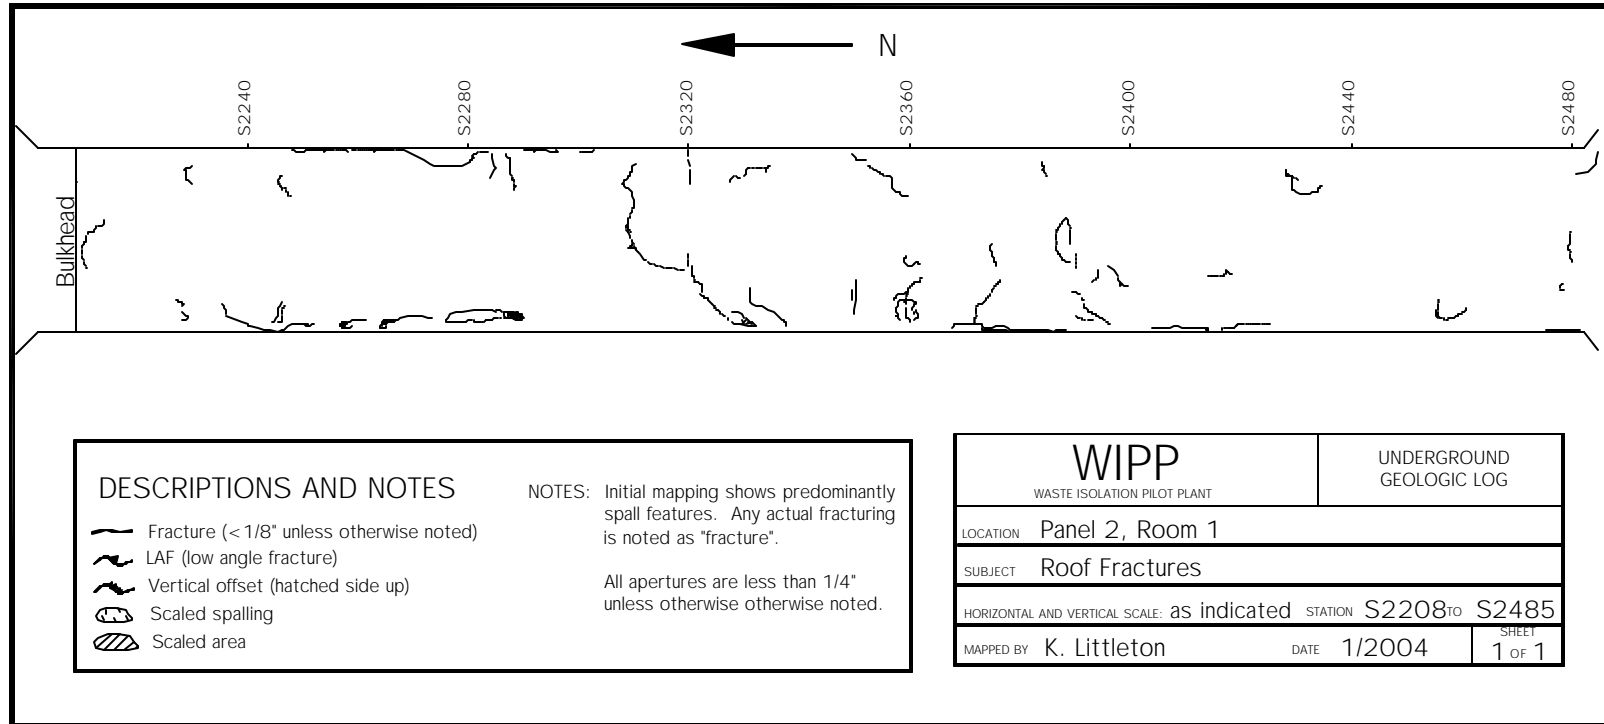 N
S2240
S2280
S2320
S2360
S2400
S2440
S2480
Bulkhead
DESCRIPTIONS AND NOTES
Fracture (<1/8" unless otherwise noted)
LAF (low angle fracture)
Vertical offset (hatched side up)
Scaled spalling
Scaled area
NOTES: Initial mapping shows predominantly
spall features. Any actual fracturing
is noted as "fracture".
All apertures are less than 1/4"
unless otherwise otherwise noted.
WIPP
WASTE ISOLATION PILOT PLANT
UNDERGROUND
GEOLOGIC LOG
LOCATION Panel 2, Room 1
SUBJECT Roof Fractures
HORIZONTAL AND VERTICAL SCALE: as indicated STATION S2208 TO S2485
MAPPED BY K. Littleton DATE 1/2004
SHEET
1 OF 1